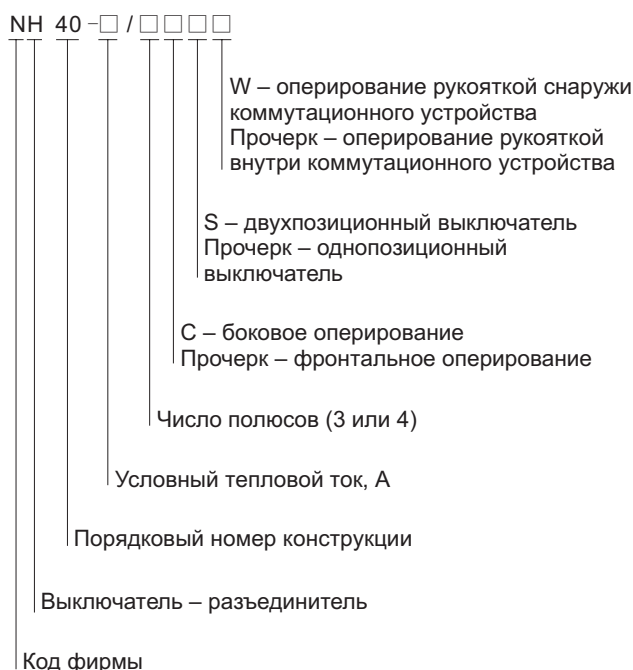 NH 40 -□ / □ □ □ □
W – оперирование рукояткой снаружи
коммутационного устройства
Прочерк – оперирование рукояткой
внутри коммутационного устройства
S – двухпозиционный выключатель
Прочерк – однопозиционный
выключатель
С – боковое оперирование
Прочерк – фронтальное оперирование
Число полюсов (3 или 4)
Условный тепловой ток, А
Порядковый номер конструкции
Выключатель – разъединитель
Код фирмы